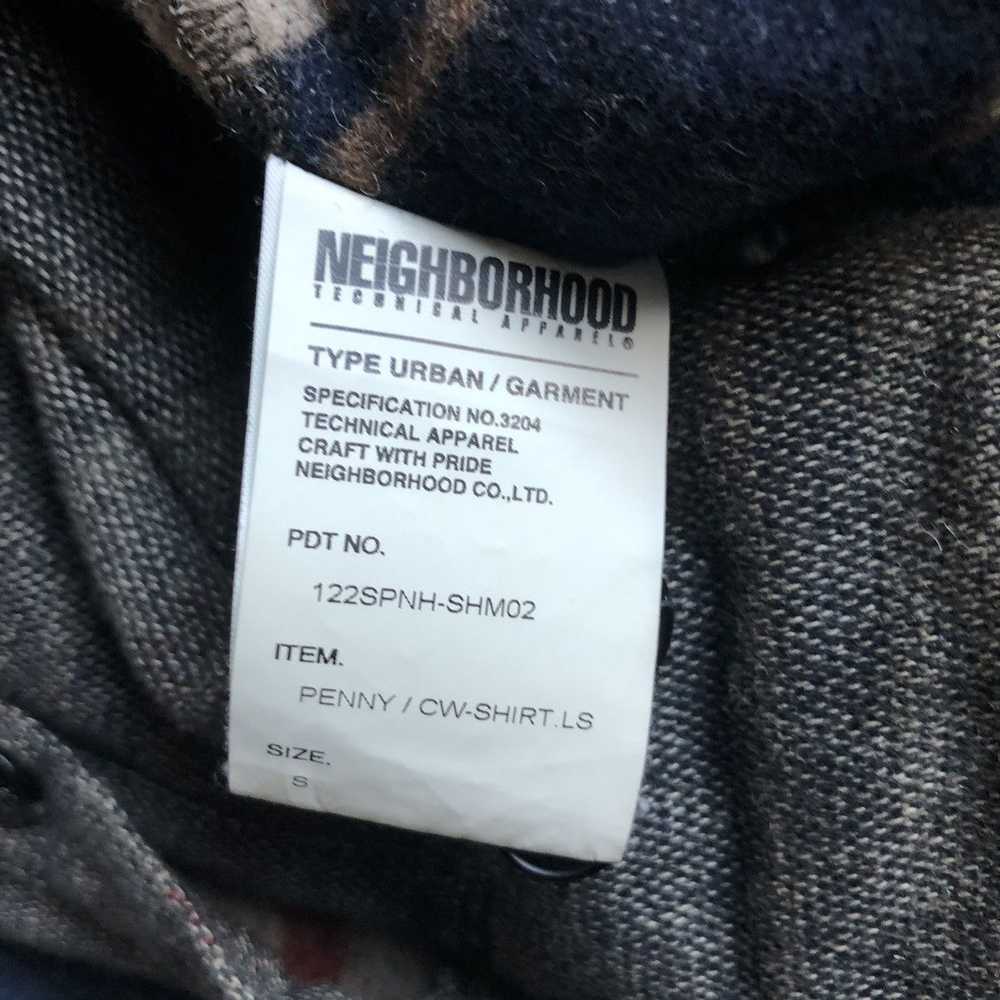 NEIGHBORHOOD
TECHNICAL APPAREL®
TYPE URBAN / GARMENT
SPECIFICATION NO.3204
TECHNICAL APPAREL
CRAFT WITH PRIDE
NEIGHBORHOOD CO.,LTD.
PDT NO.
122SPNH-SHM02
ITEM.
PENNY / CW-SHIRT.LS
SIZE.
S